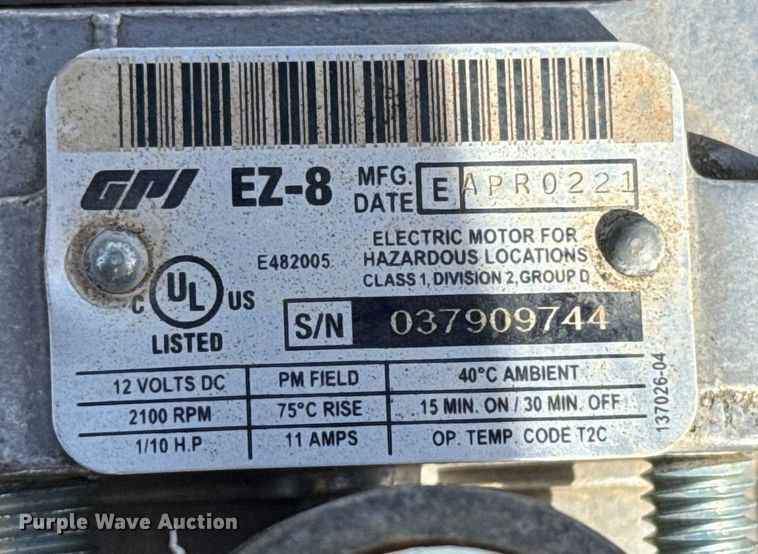 GPI EZ-8 MFG. DATE E APR0221
E482005
ELECTRIC MOTOR FOR
HAZARDOUS LOCATIONS
CLASS 1, DIVISION 2, GROUP D
C UL US
LISTED
S/N 037909744
12 VOLTS DC PM FIELD 40°C AMBIENT
2100 RPM 75°C RISE 15 MIN. ON / 30 MIN. OFF
1/10 H.P 11 AMPS OP. TEMP. CODE T2C
137026-04
Purple Wave Auction